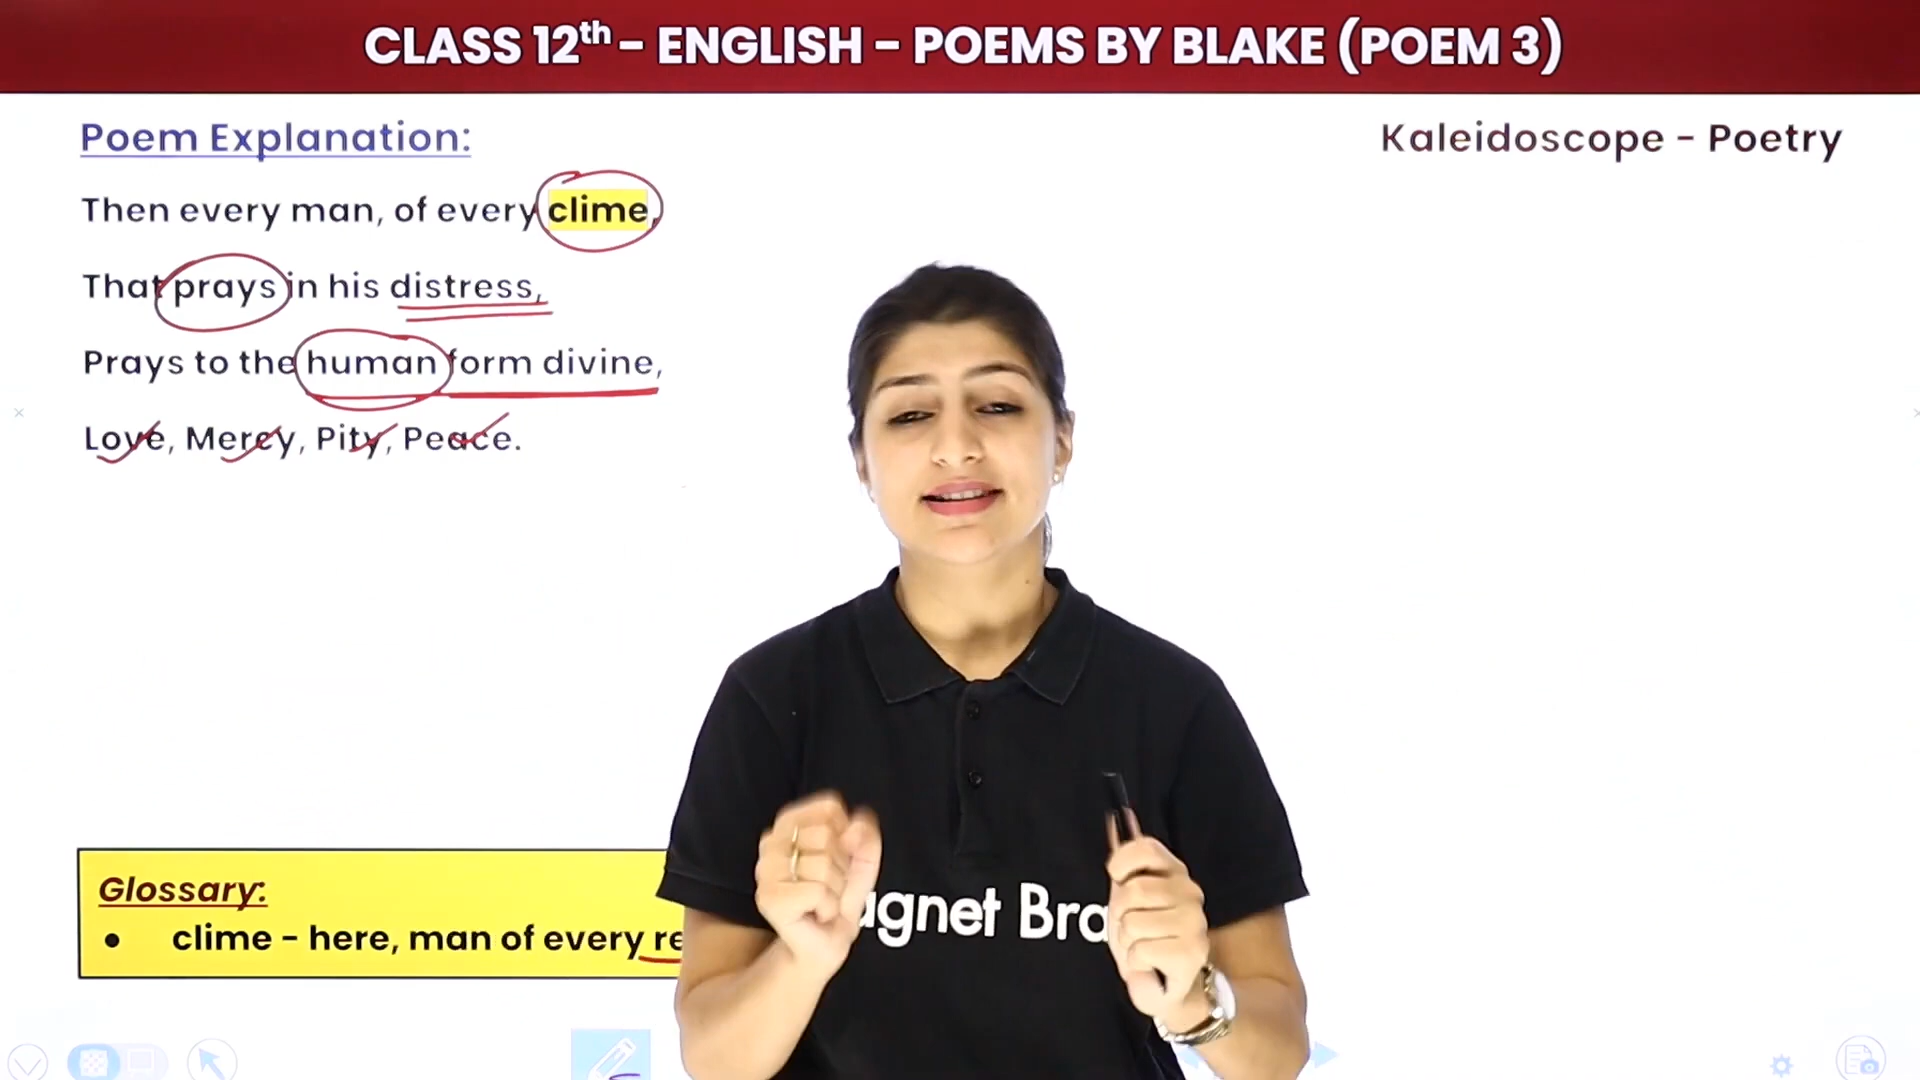 CLASS 12th – ENGLISH – POEMS BY BLAKE (POEM 3)
Poem Explanation:
Kaleidoscope - Poetry
Then every man, of every clime,
That prays in his distress,
Prays to the human form divine,
Love, Mercy, Pity, Peace.
Glossary:
• clime - here, man of every